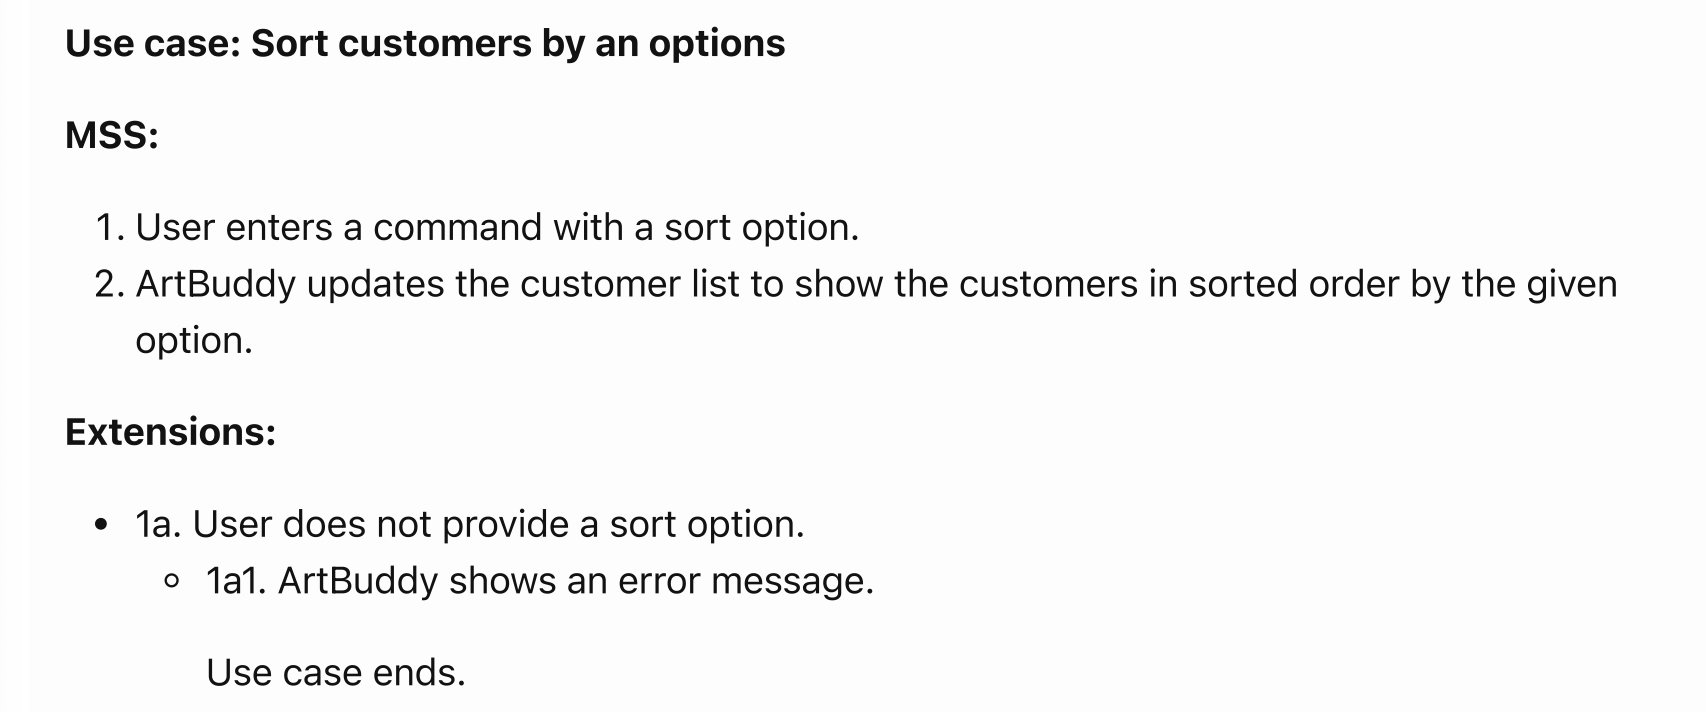 Use case: Sort customers by an options
MSS:
1. User enters a command with a sort option.
2. ArtBuddy updates the customer list to show the customers in sorted order by the given
option.
Extensions:
• 1a. User does not provide a sort option.
◦ 1a1. ArtBuddy shows an error message.
Use case ends.